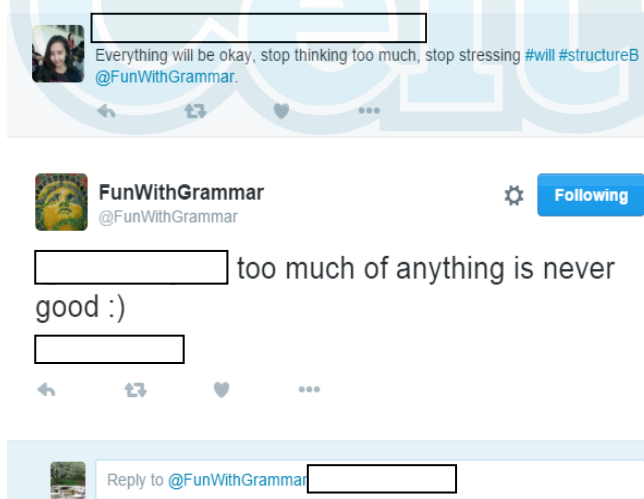 Everything will be okay, stop thinking too much, stop stressing #will #structureB
@FunWithGrammar.
FunWithGrammar
@FunWithGrammar
Following
too much of anything is never
good :)
Reply to @FunWithGrammar